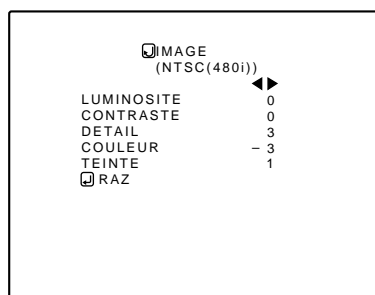 IMAGE
(NTSC(480i))
LUMINOSITE 0
CONTRASTE 0
DETAIL 3
COULEUR – 3
TEINTE 1
RAZ